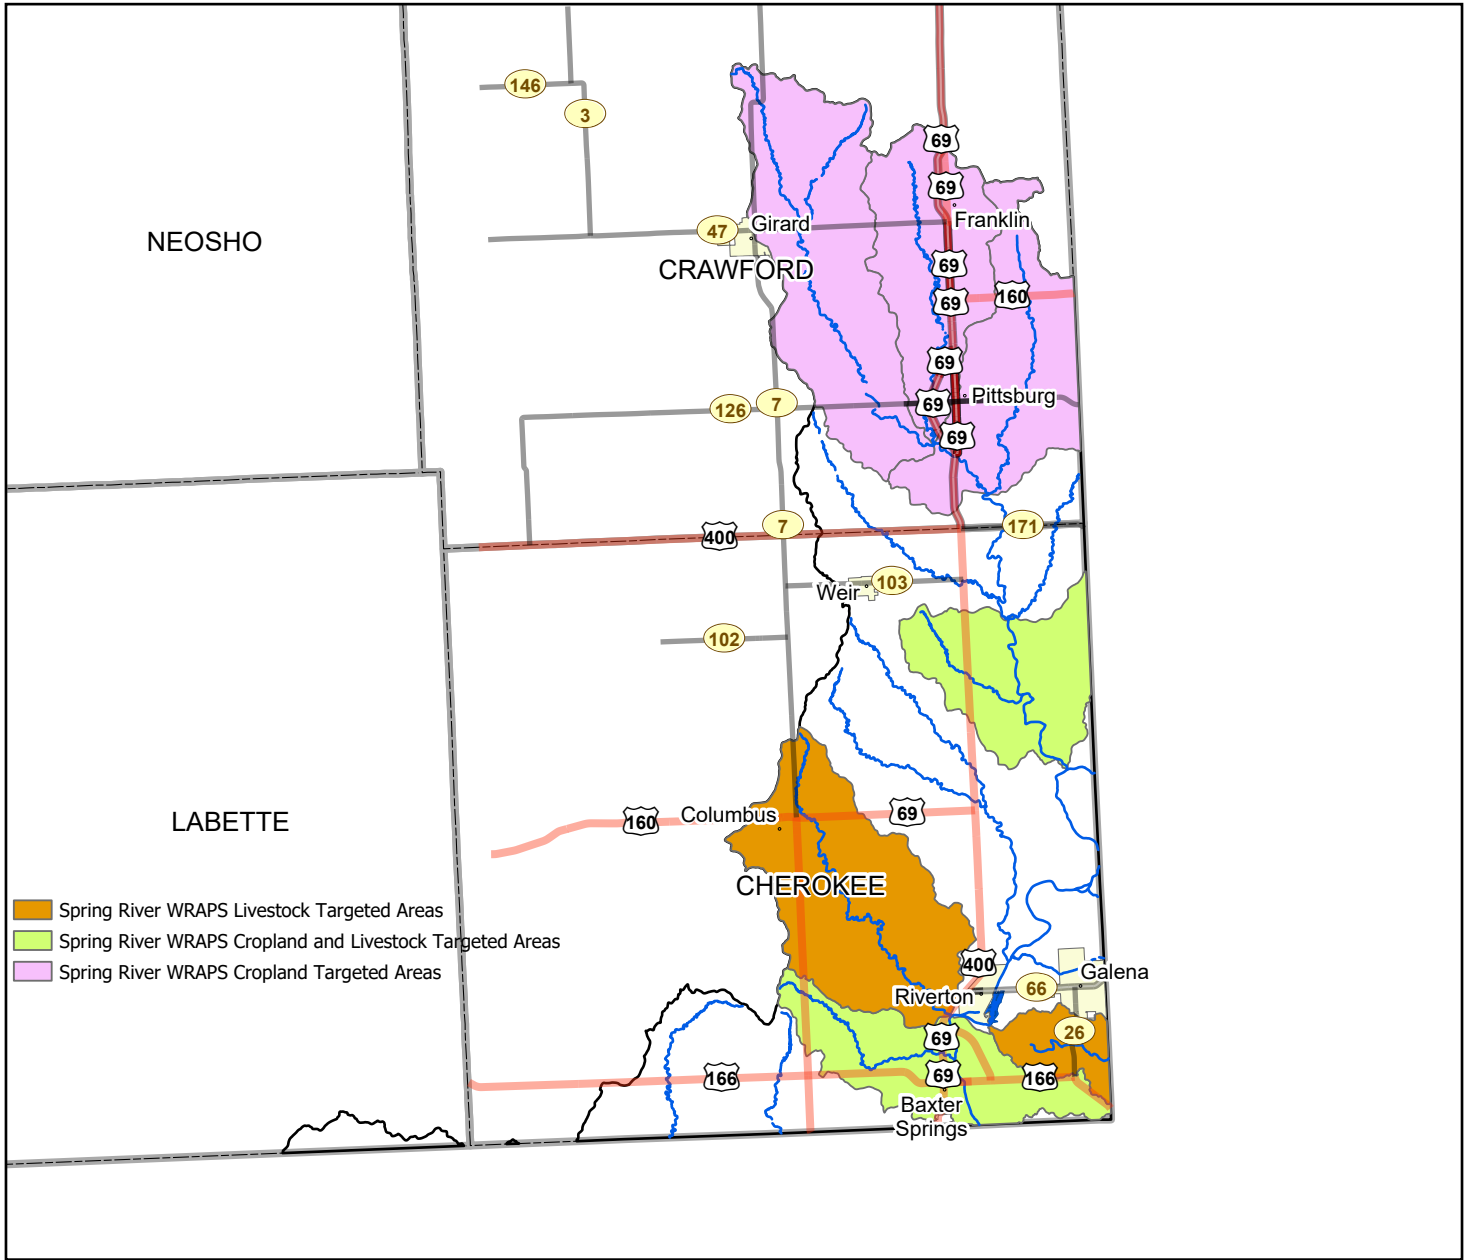 146
3
69
69
Franklin
47
Girard
NEOSHO
CRAWFORD
69
69
160
69
126
7
69
Pittsburg
69
7
400
171
Weir
103
102
LABETTE
160
Columbus
69
CHEROKEE
Spring River WRAPS Livestock Targeted Areas
Spring River WRAPS Cropland and Livestock Targeted Areas
Spring River WRAPS Cropland Targeted Areas
400
Galena
Riverton
66
69
26
166
69
166
Baxter
Springs